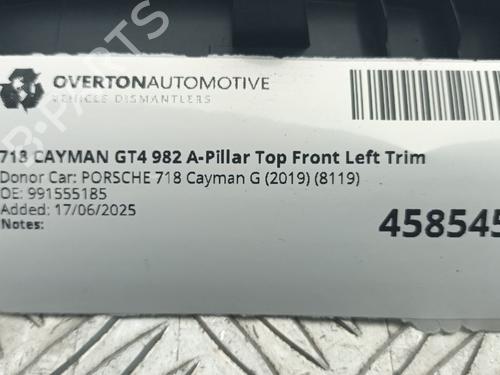 OVERTONAUTOMOTIVE
VEHICLE DISMANTLERS
718 CAYMAN GT4 982 A-Pillar Top Front Left Trim
Donor Car: PORSCHE 718 Cayman G (2019) (8119)
OE: 991555185
Added: 17/06/2025
Notes:
458545